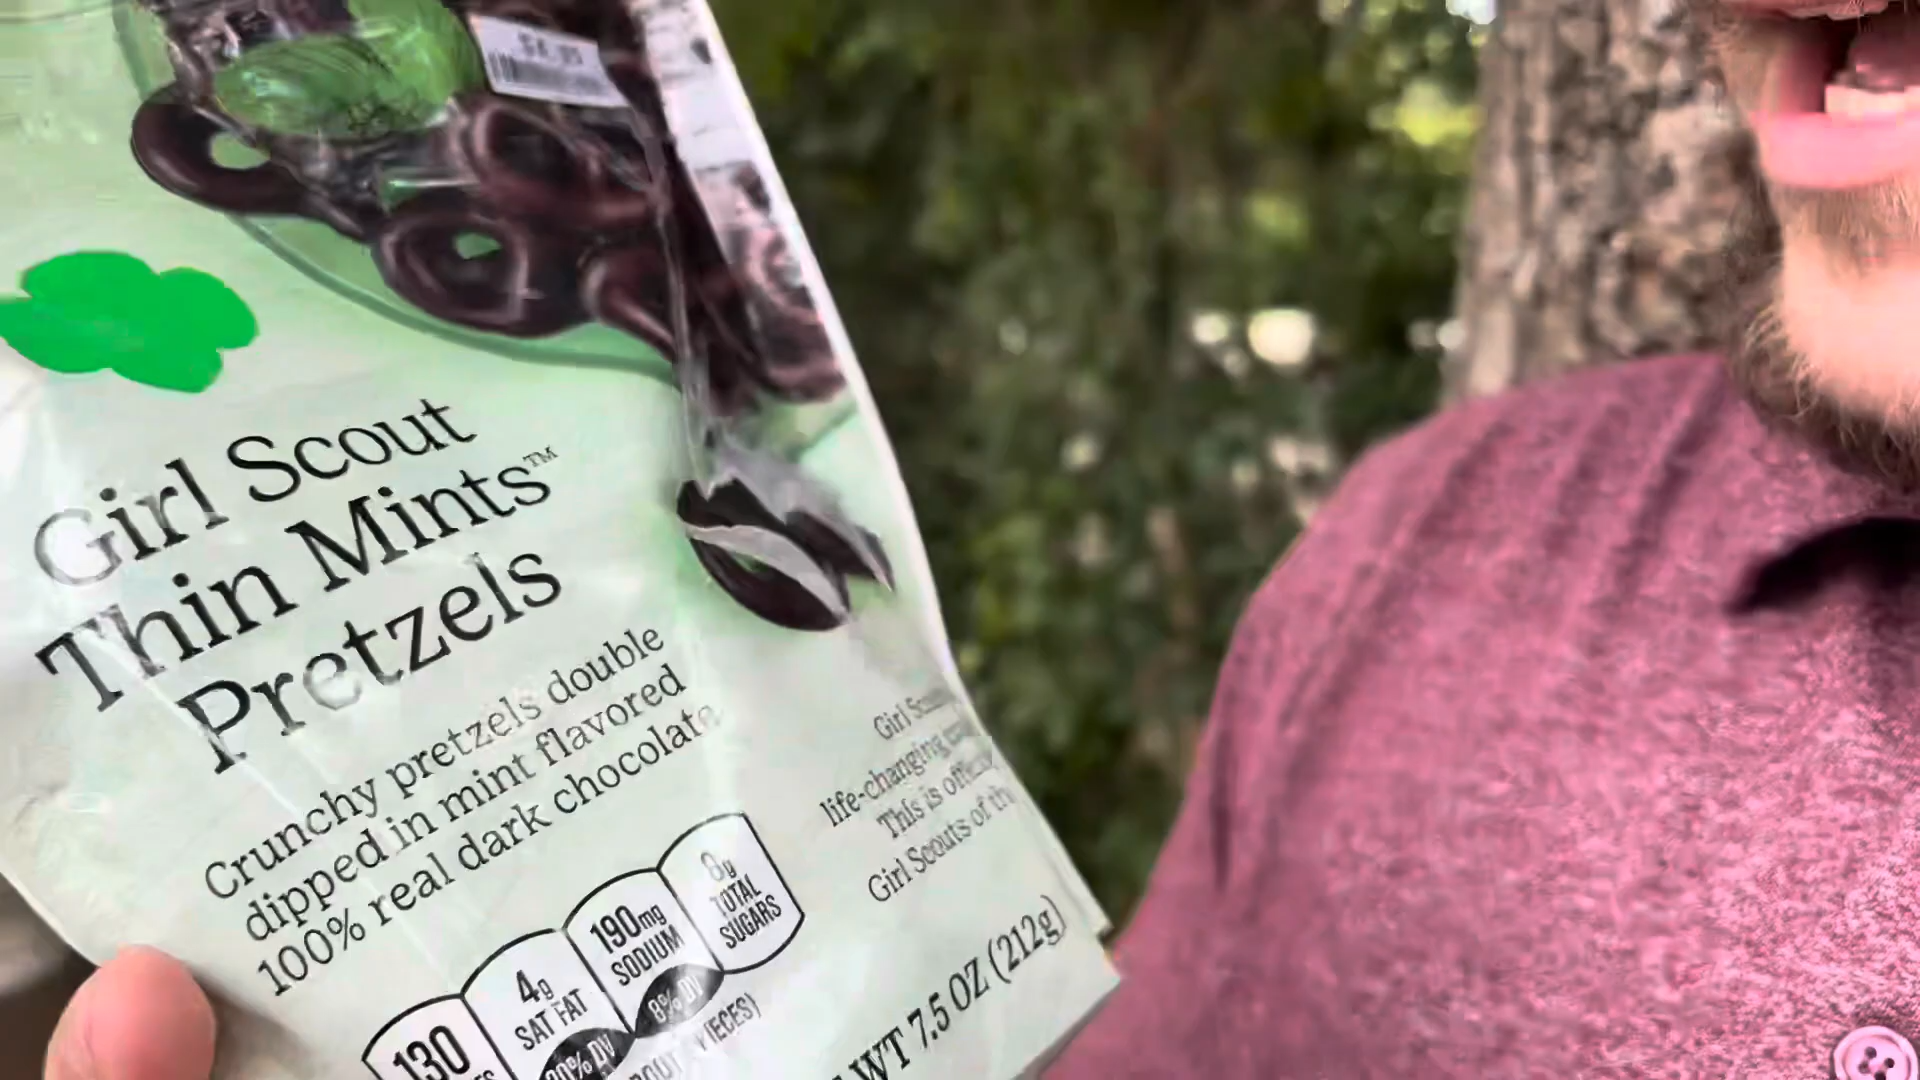 Girl Scout
Thin Mints™
Pretzels
Crunchy pretzels double
dipped in mint flavored
100% real dark chocolate
130
4g
SAT FAT
190mg
SODIUM
8% DV
8g
TOTAL
SUGARS
Girl
life-changing
This is
Girl Scouts of
WT 7.5 OZ (212g)